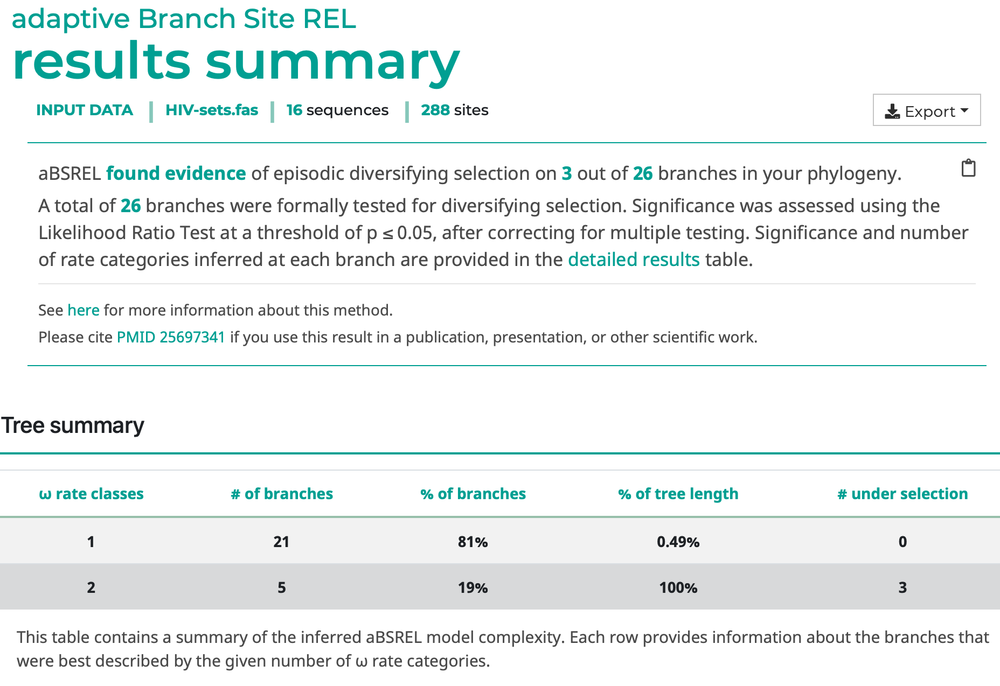 adaptive Branch Site REL
results summary
INPUT DATA | HIV-sets.fas | 16 sequences | 288 sites
Export
aBSREL found evidence of episodic diversifying selection on 3 out of 26 branches in your phylogeny.
A total of 26 branches were formally tested for diversifying selection. Significance was assessed using the
Likelihood Ratio Test at a threshold of p ≤ 0.05, after correcting for multiple testing. Significance and number
of rate categories inferred at each branch are provided in the detailed results table.
See here for more information about this method.
Please cite PMID 25697341 if you use this result in a publication, presentation, or other scientific work.
Tree summary
ω rate classes # of branches % of branches % of tree length # under selection
1 21 81% 0.49% 0
2 5 19% 100% 3
This table contains a summary of the inferred aBSREL model complexity. Each row provides information about the branches that
were best described by the given number of ω rate categories.